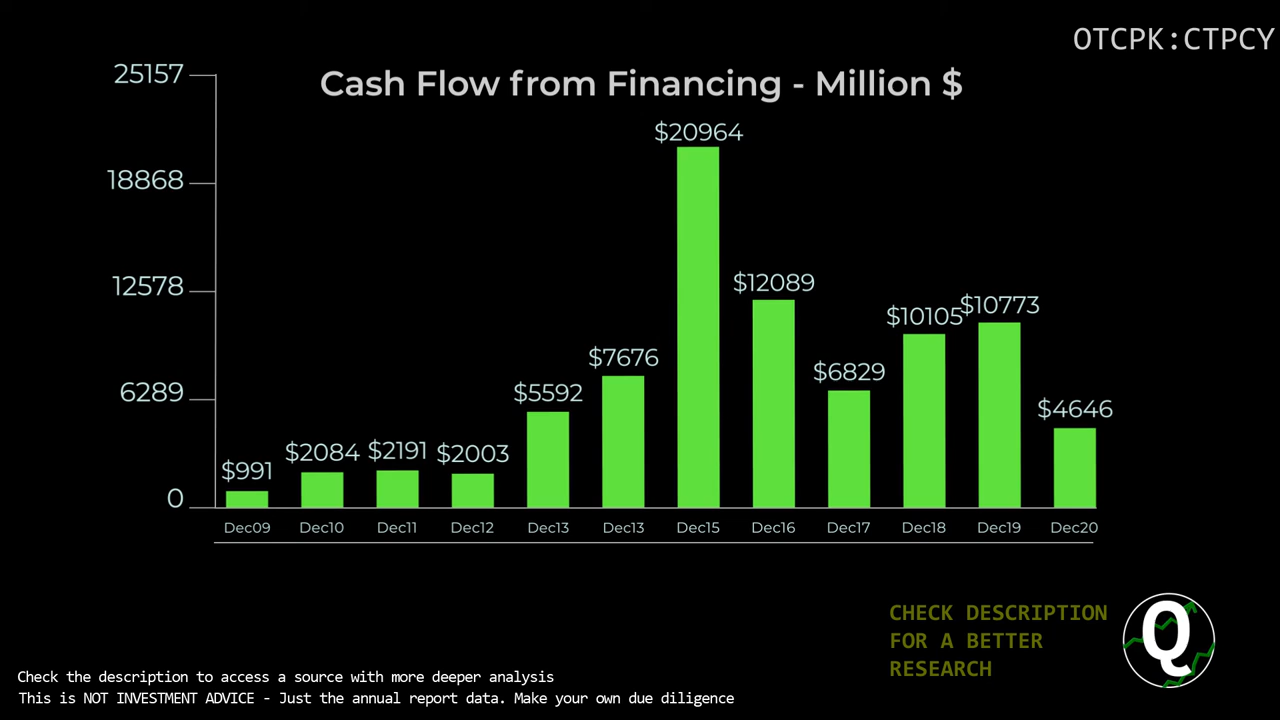 OTCPK:CTPCY
Cash Flow from Financing - Million $
25157
18868
12578
6289
0
$991
$2084
$2191
$2003
$5592
$7676
$20964
$12089
$6829
$10105
$10773
$4646
Dec09 Dec10 Dec11 Dec12 Dec13 Dec13 Dec15 Dec16 Dec17 Dec18 Dec19 Dec20
CHECK DESCRIPTION
FOR A BETTER
RESEARCH
Q
Check the description to access a source with more deeper analysis
This is NOT INVESTMENT ADVICE - Just the annual report data. Make your own due diligence